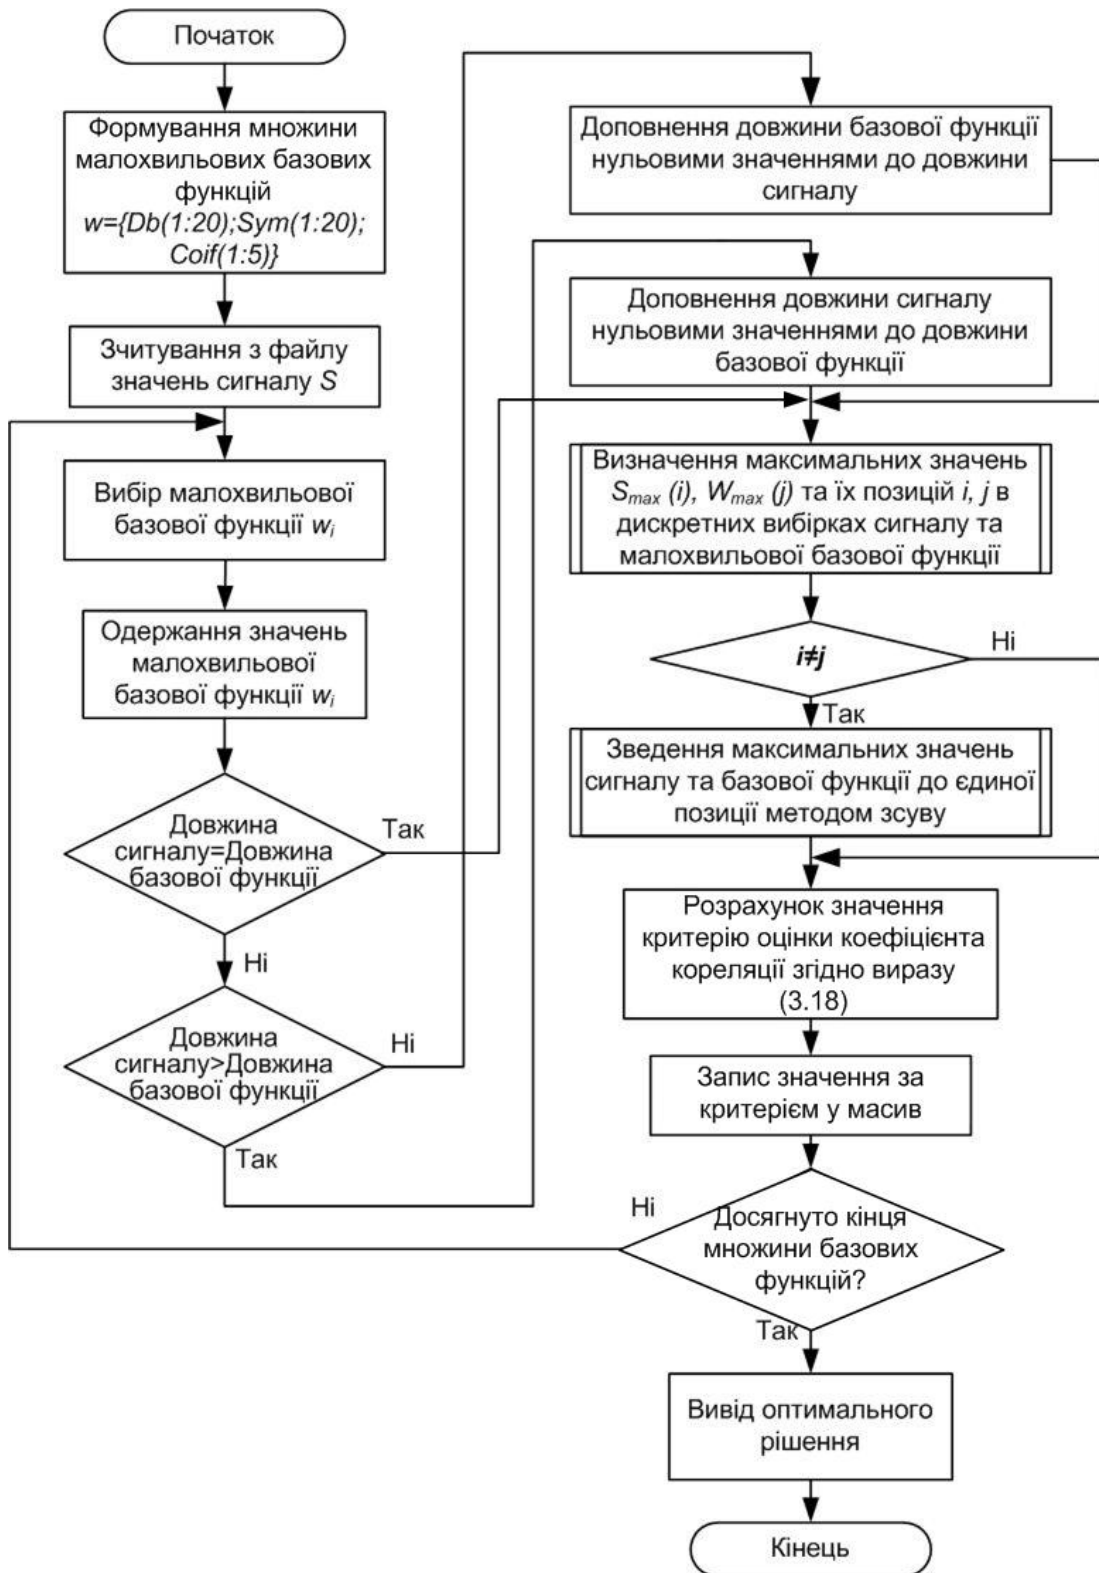 Початок
Формування множини
малохвильових базових
функцій
w={Db(1:20);Sym(1:20);
Coif(1:5)}
Зчитування з файлу
значень сигналу S
Вибір малохвильової
базової функції wi
Одержання значень
малохвильової
базової функції wi
Довжина
сигналу=Довжина
базової функції
Так
Ні
Довжина
сигналу>Довжина
базової функції
Ні
Так
Доповнення довжини базової функції
нульовими значеннями до довжини
сигналу
Доповнення довжини сигналу
нульовими значеннями до довжини
базової функції
Визначення максимальних значень
Smax (i), Wmax (j) та їх позицій i, j в
дискретних вибірках сигналу та
малохвильової базової функції
i≠j
Ні
Так
Зведення максимальних значень
сигналу та базової функції до єдиної
позиції методом зсуву
Розрахунок значення
критерію оцінки коефіцієнта
кореляції згідно виразу
(3.18)
Запис значення за
критерієм у масив
Ні
Досягнуто кінця
множини базових
функцій?
Так
Вивід оптимального
рішення
Кінець